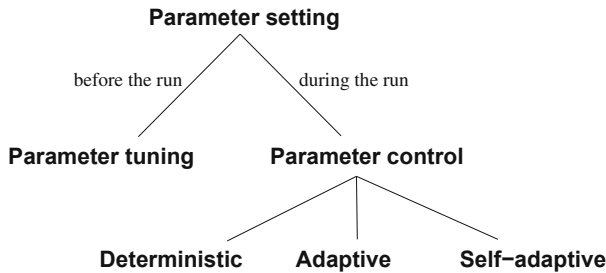 Parameter setting
before the run
during the run
Parameter tuning
Parameter control
Deterministic
Adaptive
Self−adaptive